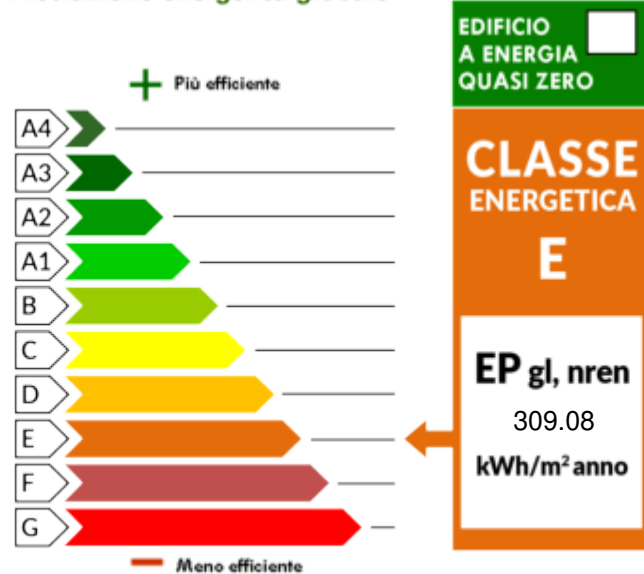 EDIFICIO
A ENERGIA
QUASI ZERO
Più efficiente
A4
A3
A2
A1
B
C
D
E
F
G
Meno efficiente
CLASSE
ENERGETICA
E
EP gl, nren
309.08
kWh/m² anno